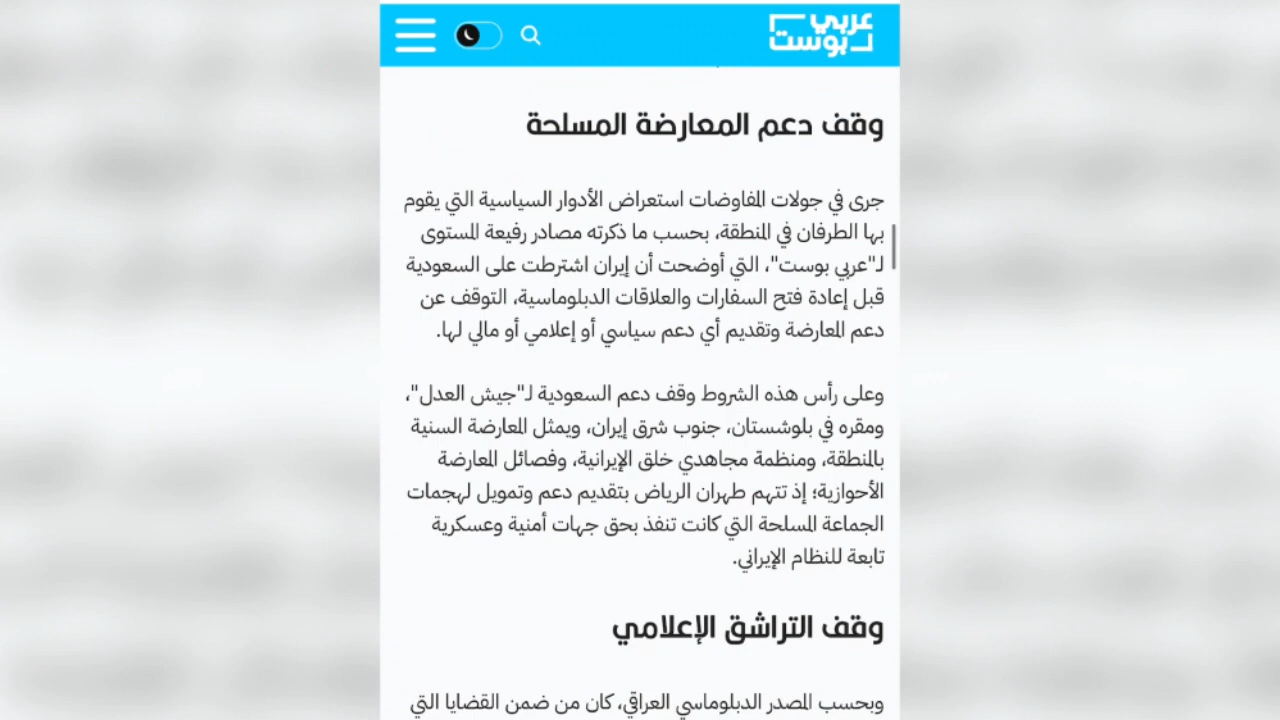 عربي
بوست
وقف دعم المعارضة المسلحة
جرى في جولات المفاوضات استعراض الأدوار السياسية التي يقوم
بها الطرفان في المنطقة، بحسب ما ذكرته مصادر رفيعة المستوى
لـ"عربي بوست"، التي أوضحت أن إيران اشترطت على السعودية
قبل إعادة فتح السفارات والعلاقات الدبلوماسية، التوقف عن
دعم المعارضة وتقديم أي دعم سياسي أو إعلامي أو مالي لها.
وعلى رأس هذه الشروط وقف دعم السعودية لـ"جيش العدل"،
ومقره في بلوشستان، جنوب شرق إيران، ويمثل المعارضة السنية
بالمنطقة، ومنظمة مجاهدي خلق الإيرانية، وفصائل المعارضة
الأحوازية؛ إذ تتهم طهران الرياض بتقديم دعم وتمويل لهجمات
الجماعة المسلحة التي كانت تنفذ بحق جهات أمنية وعسكرية
تابعة للنظام الإيراني.
وقف التراشق الإعلامي
وبحسب المصدر الدبلوماسي العراقي، كان من ضمن القضايا التي